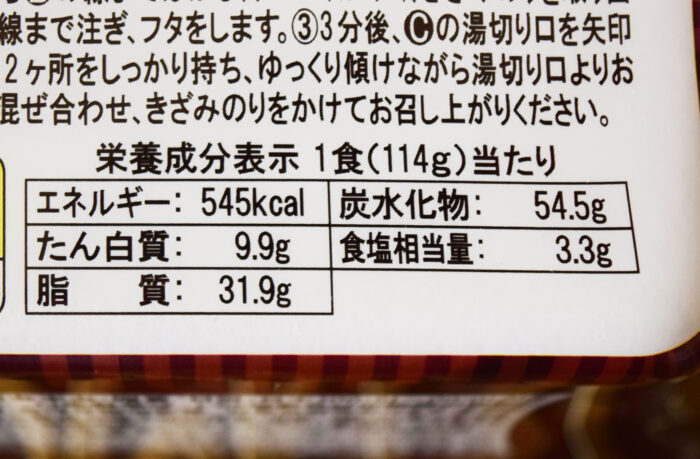 線まで注ぎ、フタをします。③3分後、Ⓒの湯切り口を矢印
2ヶ所をしっかり持ち、ゆっくり傾けながら湯切り口よりお
混ぜ合わせ、きざみのりをかけてお召し上がりください。
栄養成分表示 1食(114g)当たり
エネルギー: 545kcal 炭水化物: 54.5g
たん白質: 9.9g 食塩相当量: 3.3g
脂質: 31.9g